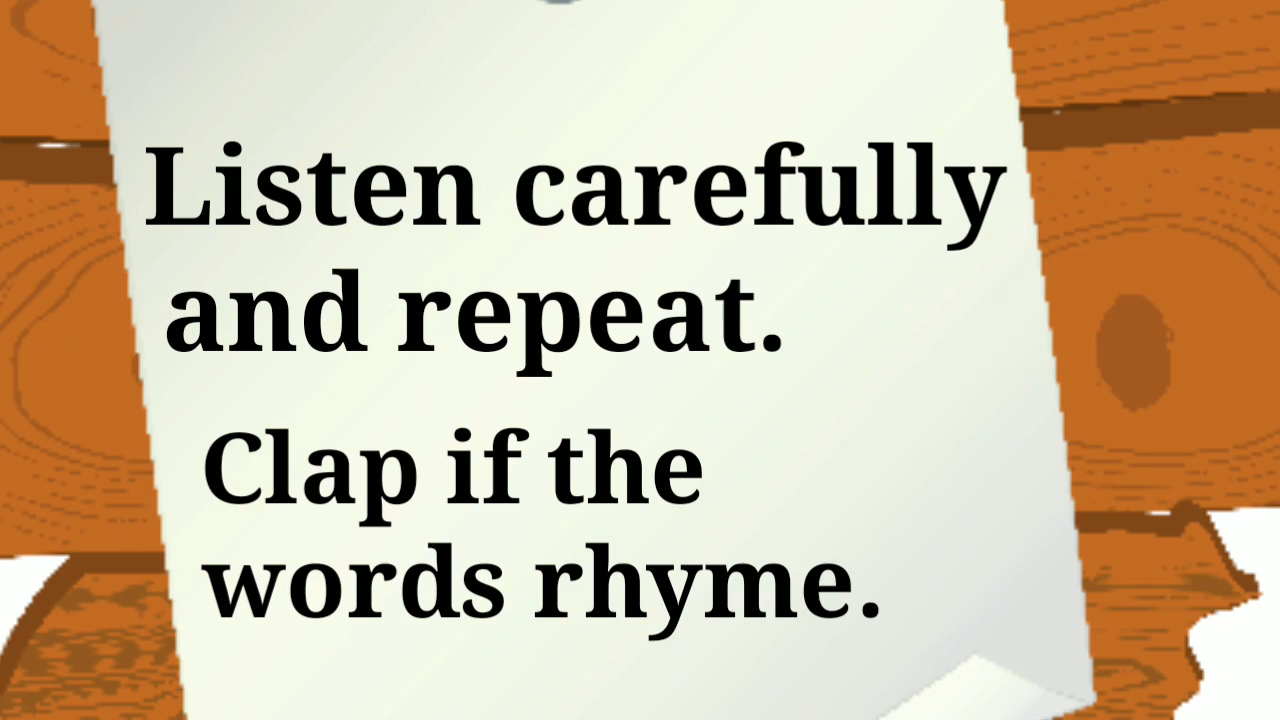 Listen carefully
and repeat.
Clap if the
words rhyme.